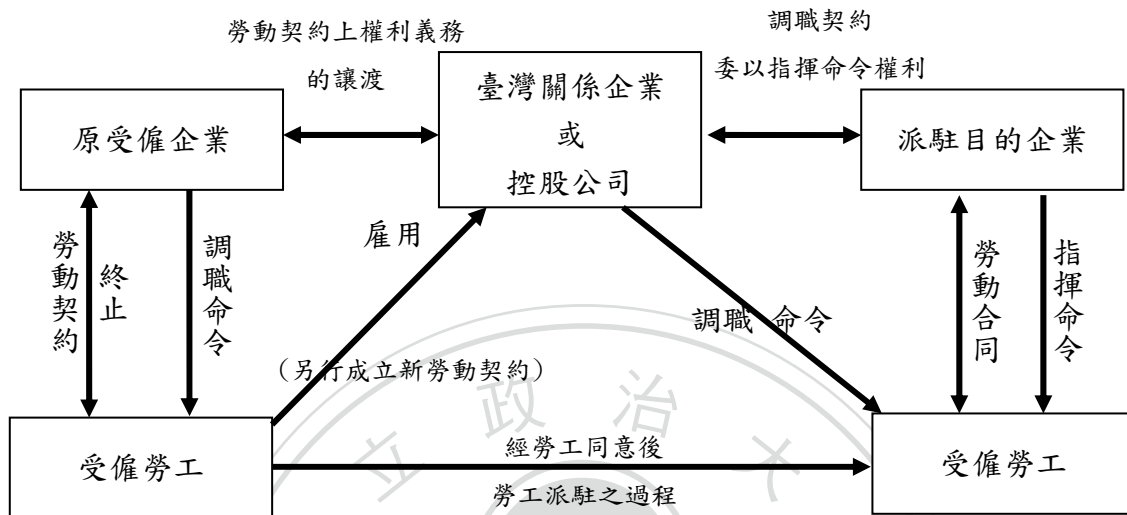 勞動契約上權利義務
的讓渡
調職契約
委以指揮命令權利
原受僱企業
臺灣關係企業
或
控股公司
派駐目的企業
勞動契約
終止
調職命令
雇用
(另行成立新勞動契約)
調職 命令
勞動合同
指揮命令
受僱勞工
經勞工同意後
勞工派駐之過程
受僱勞工
立政治大